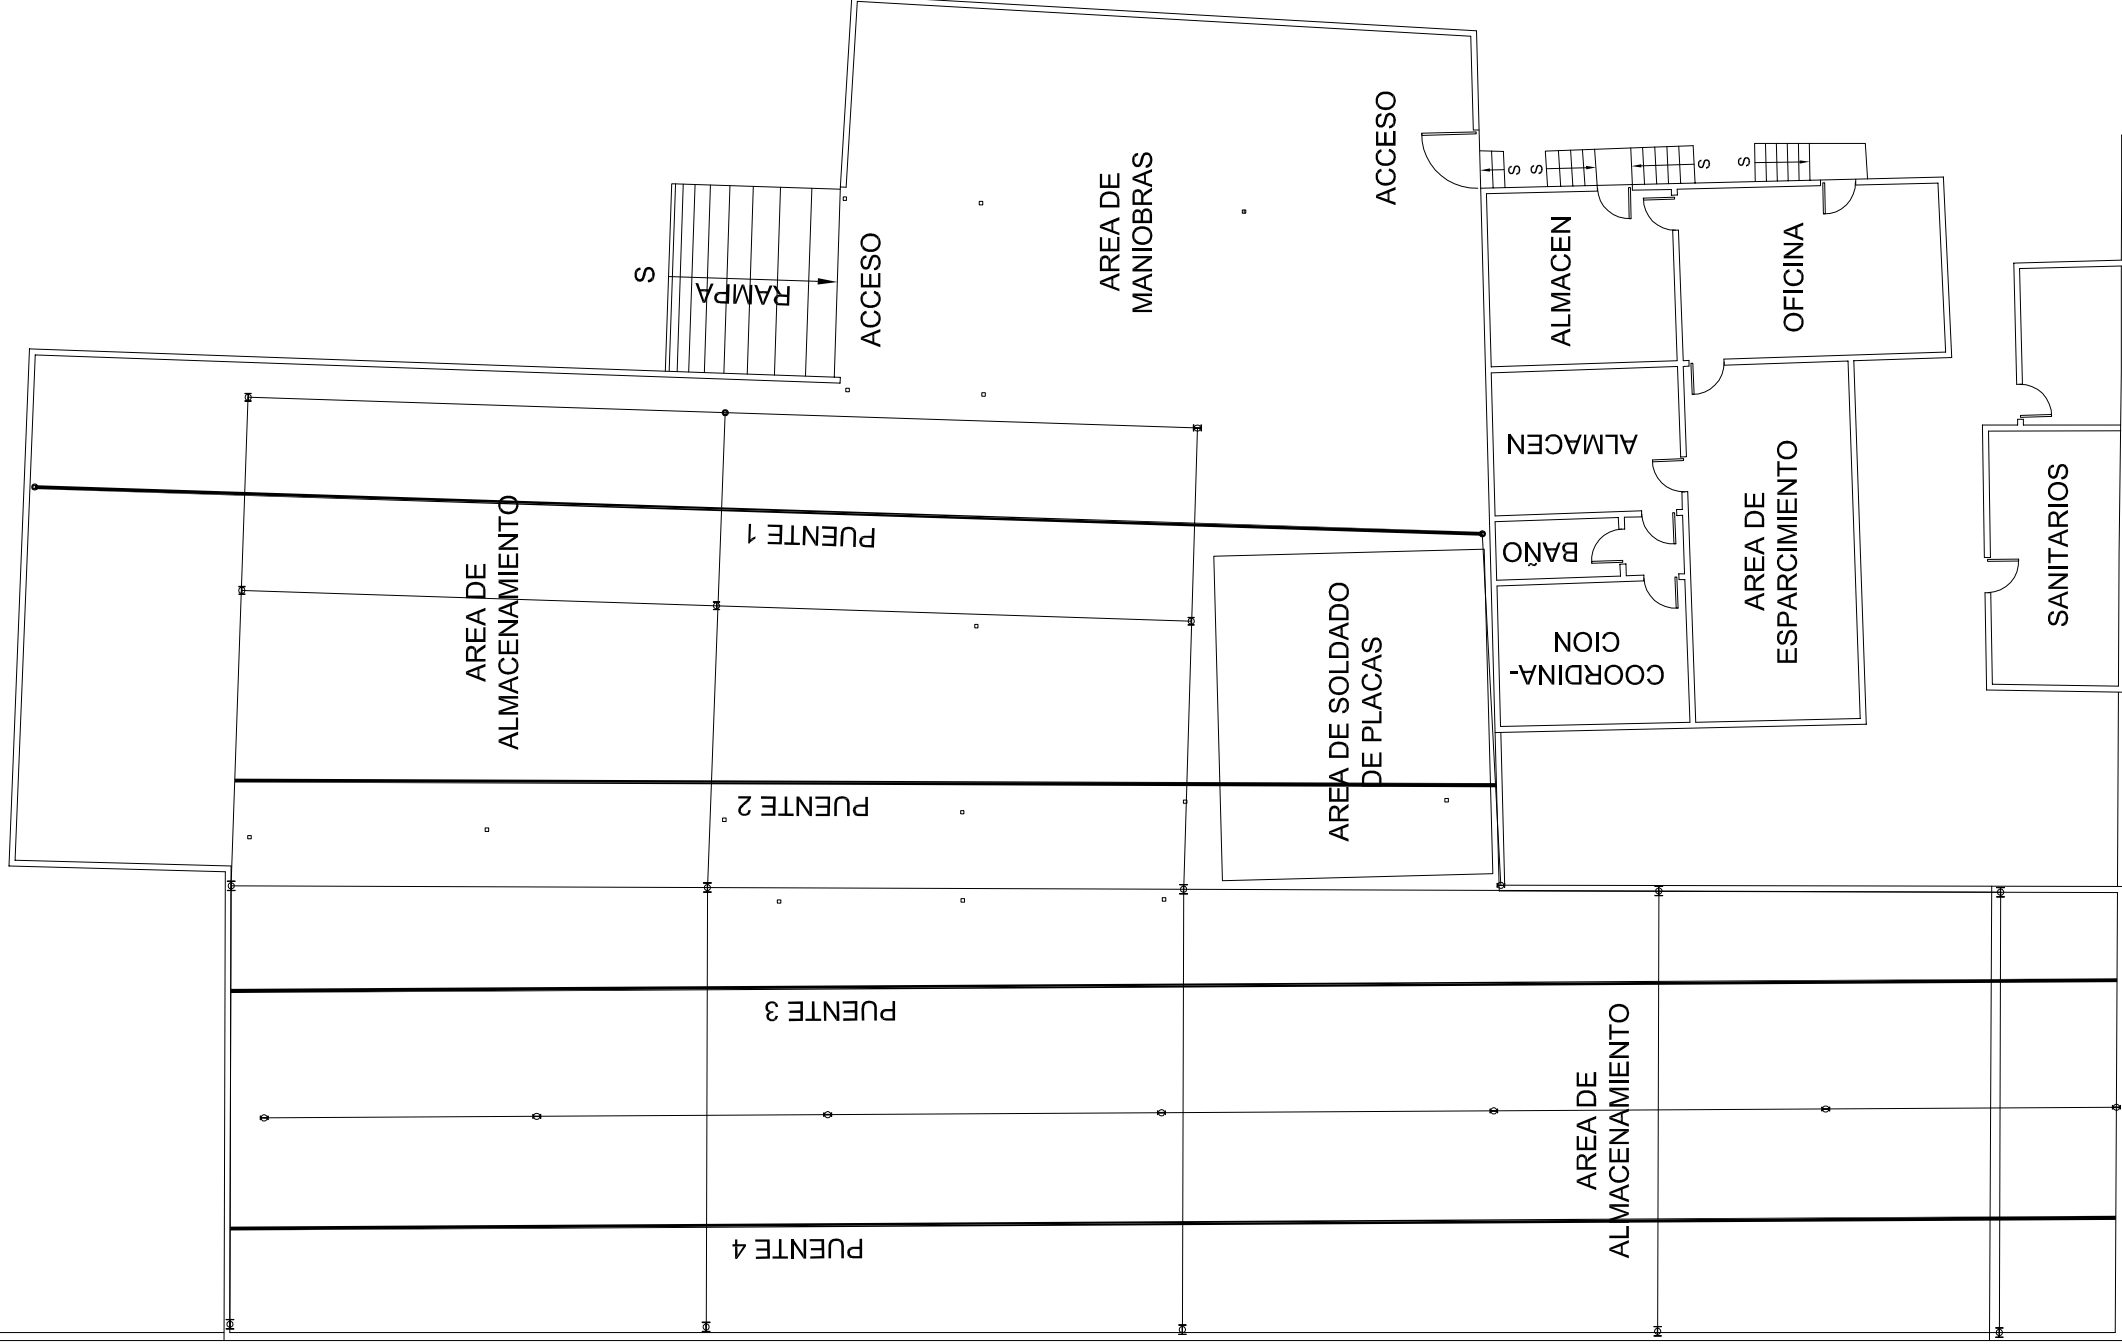 S
RAMPA
ACCESO
AREA DE
MANIOBRAS
ACCESO
S
S
S
S
ALMACEN
OFICINA
ALMACEN
BAÑO
COORDINA-
CION
AREA DE
ESPARCIMIENTO
SANITARIOS
AREA DE
ALMACENAMIENTO
PUENTE 1
AREA DE SOLDADO
DE PLACAS
PUENTE 2
PUENTE 3
AREA DE
ALMACENAMIENTO
PUENTE 4